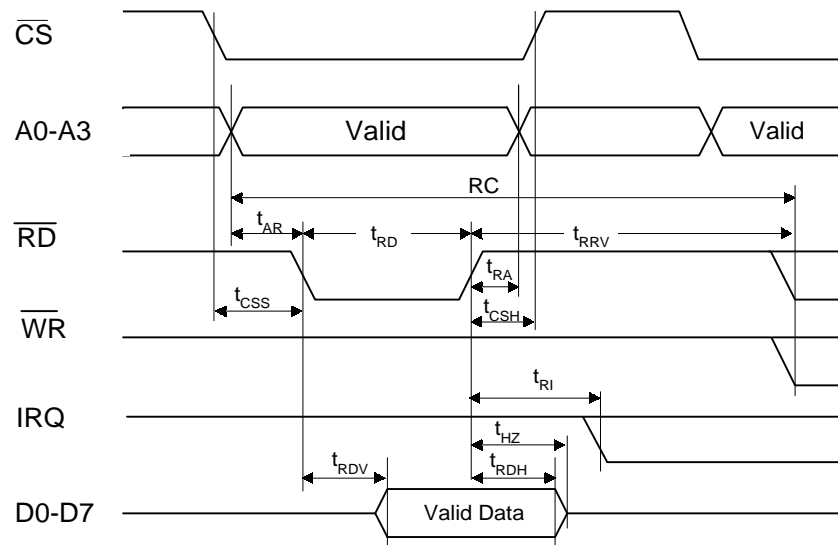 CS
A0-A3
Valid
Valid
RC
tAR
tRD
tRRV
RD
tRA
tCSS
tCSH
WR
tRI
IRQ
tHZ
tRDV
tRDH
D0-D7
Valid Data